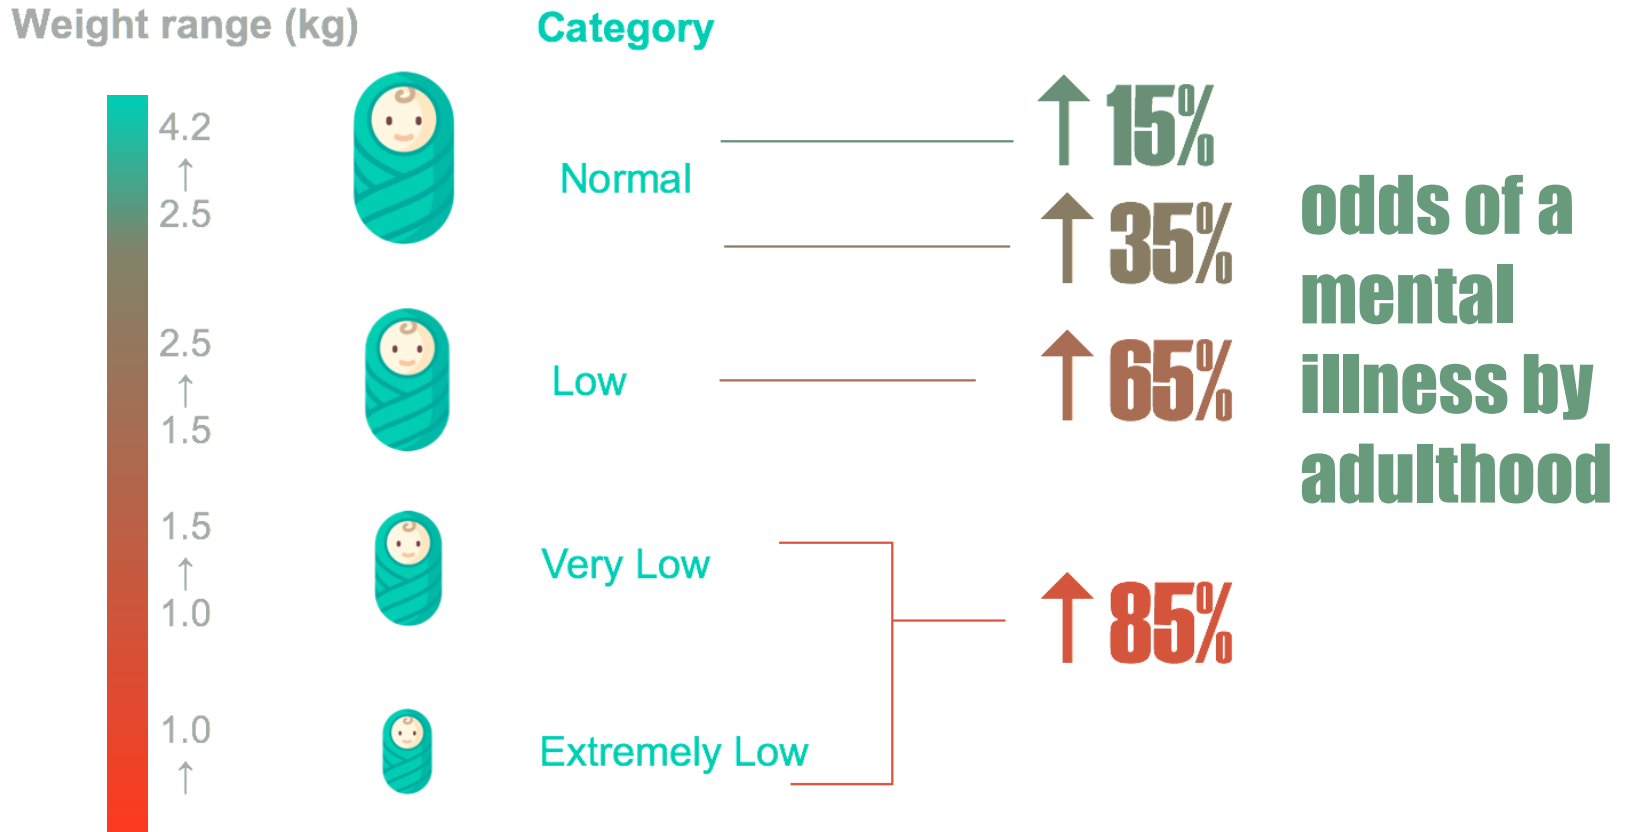 Weight range (kg)
Category
4.2
↑
2.5
Normal
↑ 15%
↑ 35%
2.5
↑
1.5
Low
↑ 65%
1.5
↑
1.0
Very Low
↑ 85%
1.0
↑
Extremely Low
odds of a
mental
illness by
adulthood